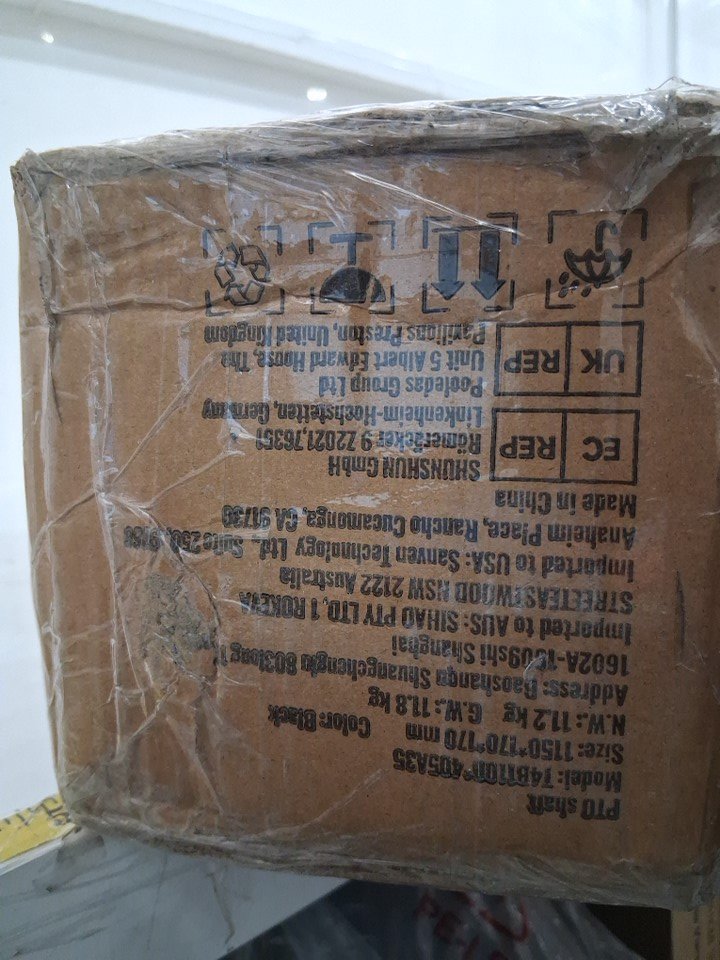 PTO shaft
Model: T4BT110*405A35
Size: 1150*170*170 mm
N.W.: 11.2 kg G.W.: 11.8 kg Color: Black
Address: Baoshanqu Shuangchenglu 803long
1602A-1609shi Shanghai
Imported to AUS: SIHAO PTY LTD, 1 ROKEVA
STREETEASTWOOD NSW 2122 Australia
Imported to USA: Sanven Technology Ltd. Suite 250, 9166
Anaheim Place, Rancho Cucamonga, CA 91730
Made in China
EC REP
SHUNSHUN GmbH
Römeräcker 9 Z2021,76351
Linkenheim-Hochstetten, Germany
UK REP
Pooledas Group Ltd
Unit 5 Albert Edward House, The
Pavilions Preston, United Kingdom